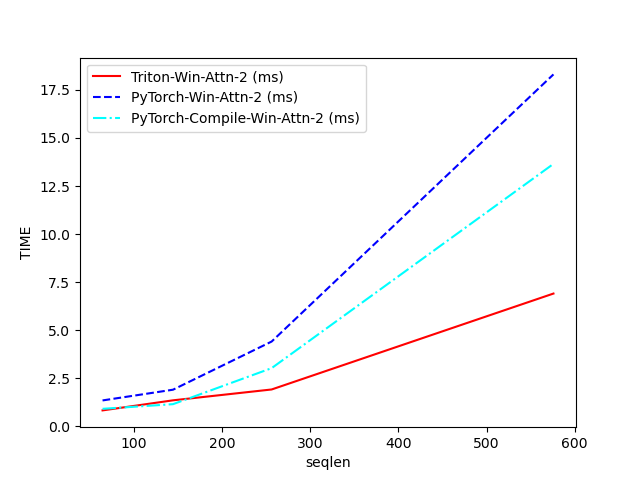 Triton-Win-Attn-2 (ms)
PyTorch-Win-Attn-2 (ms)
PyTorch-Compile-Win-Attn-2 (ms)
17.5
15.0
12.5
10.0
7.5
5.0
2.5
0.0
TIME
100 200 300 400 500 600
seqlen